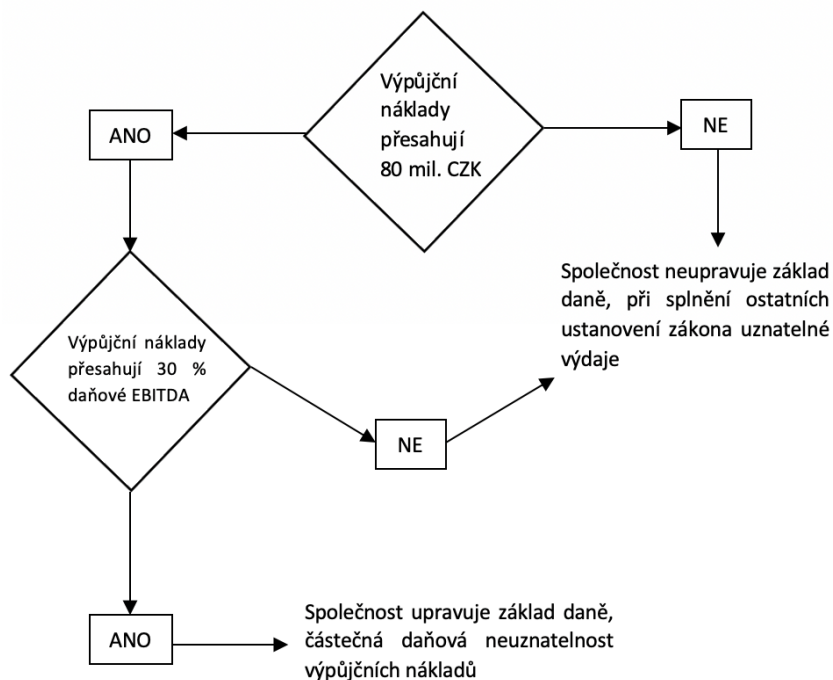 Výpůjční
náklady
přesahují
80 mil. CZK
ANO
NE
Společnost neupravuje základ
daně, při splnění ostatních
ustanovení zákona uznatelné
výdaje
Výpůjční náklady
přesahují 30 %
daňové EBITDA
NE
ANO
Společnost upravuje základ daně,
částečná daňová neuznatelnost
výpůjčních nákladů